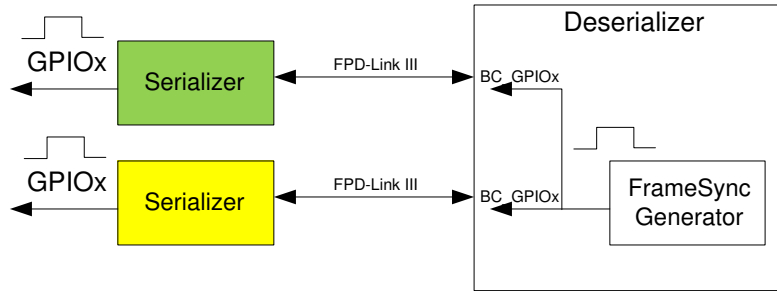 Deserializer
GPIOx
Serializer
FPD-Link III
BC_GPIOx
GPIOx
Serializer
FPD-Link III
BC_GPIOx
FrameSync
Generator